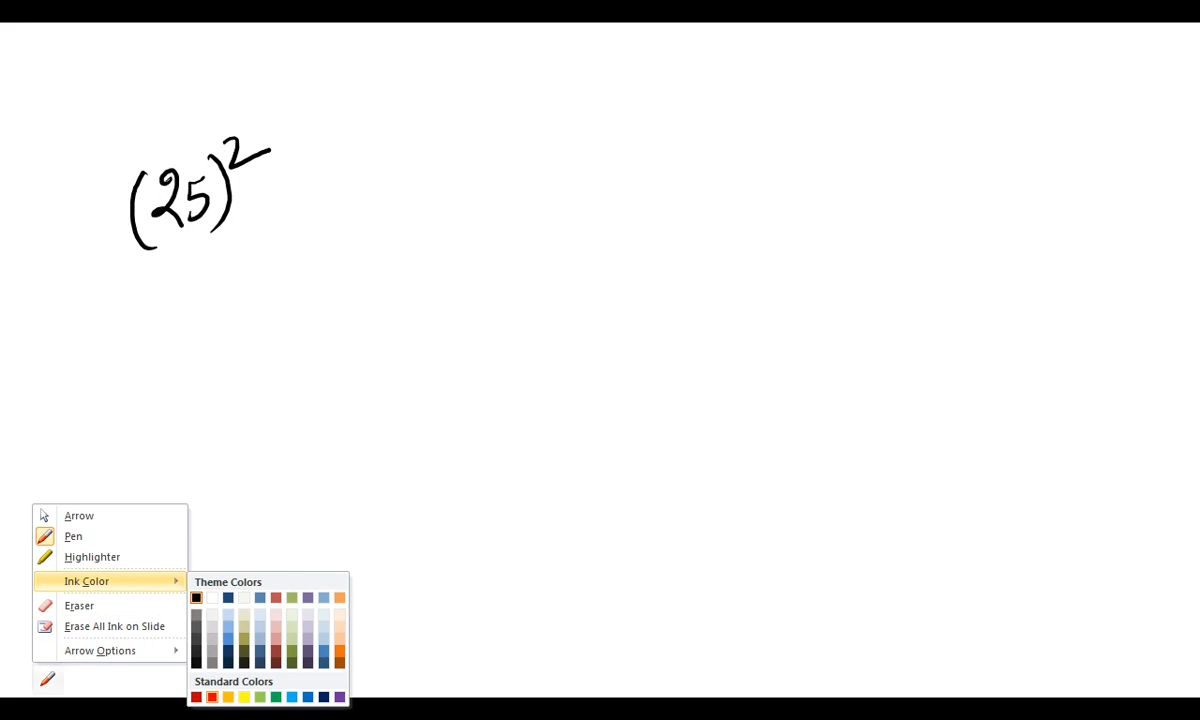 (25)²
Arrow
Pen
Highlighter
Ink Color
Eraser
Erase All Ink on Slide
Arrow Options
Theme Colors
Standard Colors